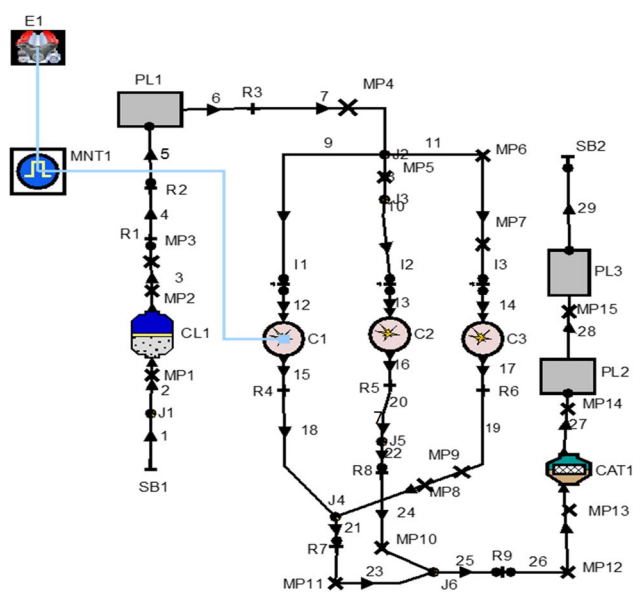 E1
MP4
PL1
6
R3
7
9
J2
11
MP6
SB2
MNT1
5
MP5
8
J3
10
R2
4
29
R1
MP3
MP7
3
I1
I2
I3
PL3
MP2
12
13
14
MP15
CL1
C1
C2
C3
28
MP1
15
16
17
PL2
2
R4
R5
R6
20
MP14
J1
7
27
1
18
J5
19
22
MP9
CAT1
SB1
R8
MP8
J4
24
MP13
21
R7
MP10
R9
25
26
MP12
MP11
23
J6